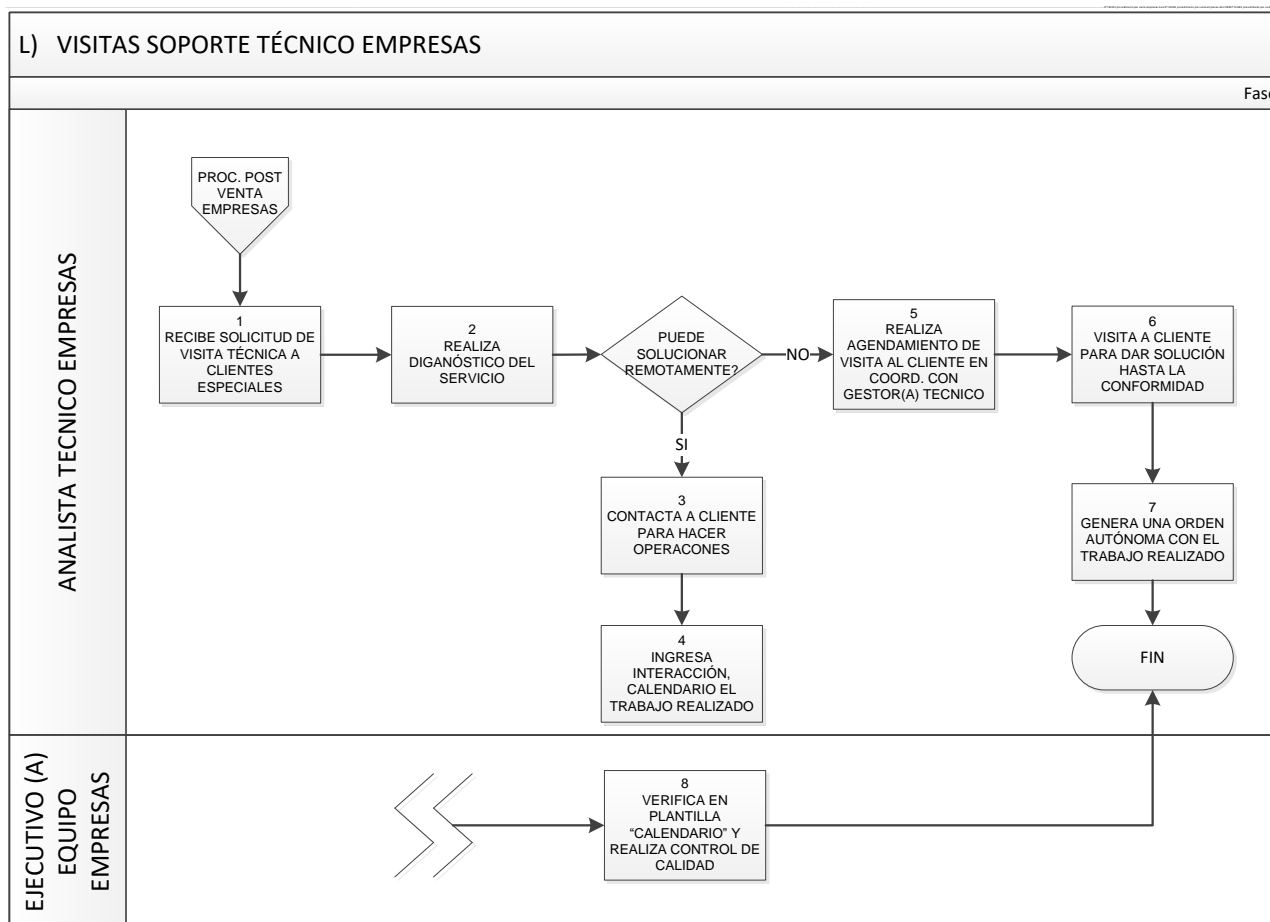 L) VISITAS SOPORTE TÉCNICO EMPRESAS
Fase
ANALISTA TECNICO EMPRESAS
PROC. POST
VENTA
EMPRESAS
1
RECIBE SOLICITUD DE
VISITA TÉCNICA A
CLIENTES
ESPECIALES
2
REALIZA
DIGANÓSTICO DEL
SERVICIO
PUEDE
SOLUCIONAR
REMOTAMENTE?
NO
5
REALIZA
AGENDAMIENTO DE
VISITA AL CLIENTE EN
COORD. CON
GESTOR(A) TECNICO
6
VISITA A CLIENTE
PARA DAR SOLUCIÓN
HASTA LA
CONFORMIDAD
SI
3
CONTACTA A CLIENTE
PARA HACER
OPERACONES
7
GENERA UNA ORDEN
AUTÓNOMA CON EL
TRABAJO REALIZADO
4
INGRESA
INTERACCIÓN,
CALENDARIO EL
TRABAJO REALIZADO
FIN
EJECUTIVO (A)
EQUIPO
EMPRESAS
8
VERIFICA EN
PLANTILLA
“CALENDARIO” Y
REALIZA CONTROL DE
CALIDAD